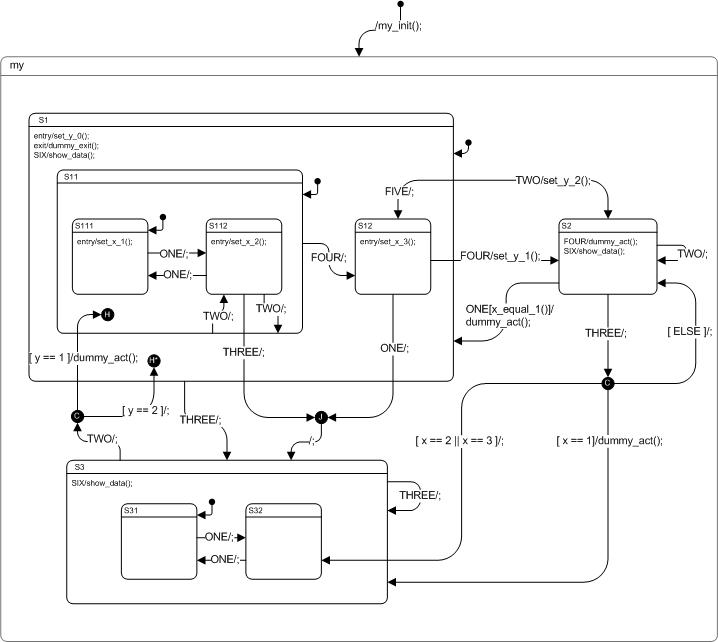 /my_init();
my
S1
entry/set_y_0();
exit/dummy_exit();
SIX/show_data();
S11
FIVE/;
TWO/set_y_2();
S111
entry/set_x_1();
S112
entry/set_x_2();
ONE/;
ONE/;
FOUR/;
S12
entry/set_x_3();
FOUR/set_y_1();
S2
FOUR/dummy_act();
SIX/show_data();
TWO/;
TWO/;
TWO/;
H
ONE[x_equal_1()]/
dummy_act();
THREE/;
[ ELSE ]/;
THREE/;
ONE/;
[ y == 1 ]/dummy_act();
H*
C
[ y == 2 ]/;
THREE/;
J
C
TWO/;
/;
[ x == 2 || x == 3 ]/;
[ x == 1]/dummy_act();
S3
SIX/show_data();
THREE/;
S31
S32
ONE/;
ONE/;